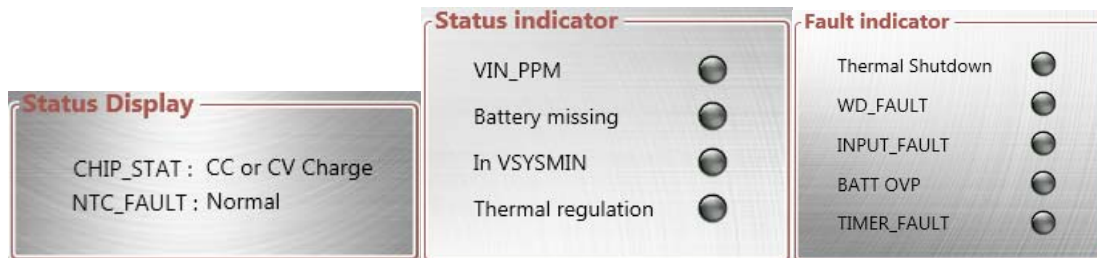 Status Display
CHIP_STAT : CC or CV Charge
NTC_FAULT : Normal
Status indicator
VIN_PPM
Battery missing
In VSYSMIN
Thermal regulation
Fault indicator
Thermal Shutdown
WD_FAULT
INPUT_FAULT
BATT OVP
TIMER_FAULT